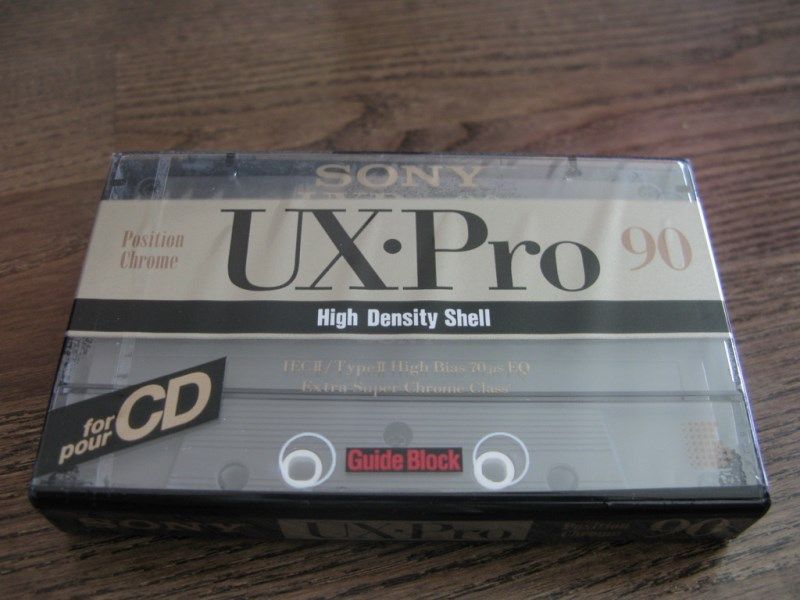 SONY
Position
Chrome
UX·Pro
90
High Density Shell
IECⅡ/TypeⅡ High Bias 70μs EQ
Extra-Super Chrome Class
for
pour
CD
Guide Block
SONY
UX·Pro
Position
Chrome
90